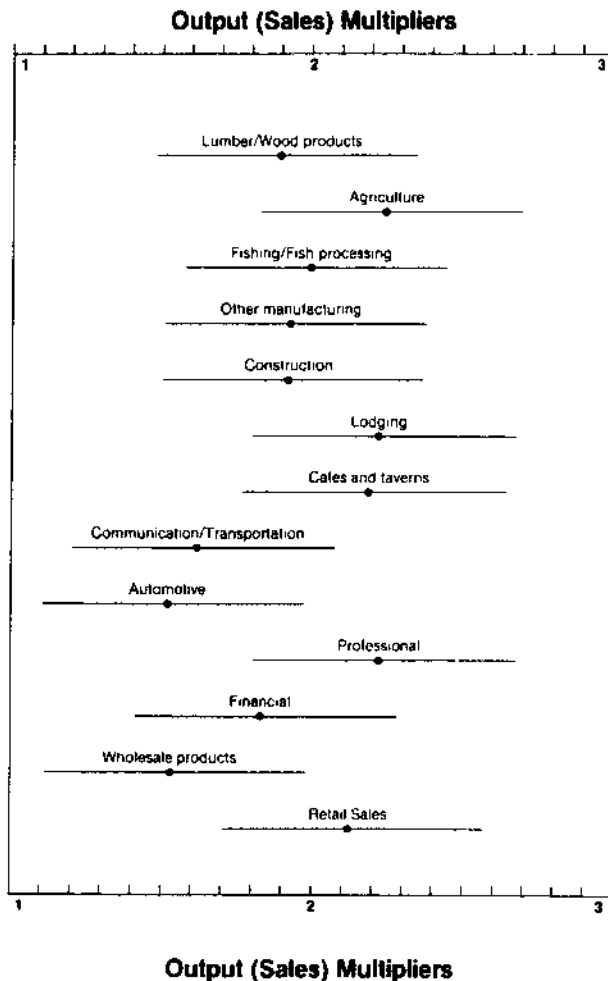 Output (Sales) Multipliers
1 2 3
Lumber/Wood products
Agriculture
Fishing/Fish processing
Other manufacturing
Construction
Lodging
Cafes and taverns
Communication/Transportation
Automotive
Professional
Financial
Wholesale products
Retail Sales
1 2 3
Output (Sales) Multipliers